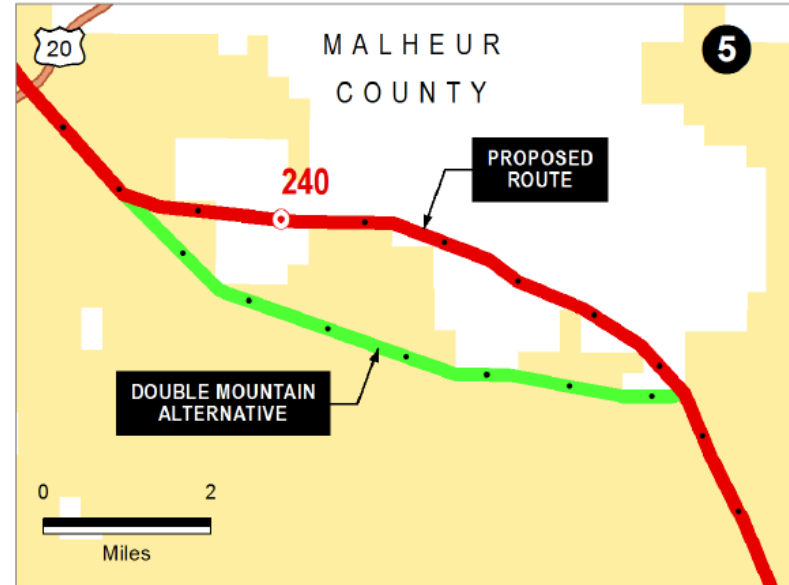 20
MALHEUR
COUNTY
5
PROPOSED
ROUTE
240
DOUBLE MOUNTAIN
ALTERNATIVE
0 2
Miles